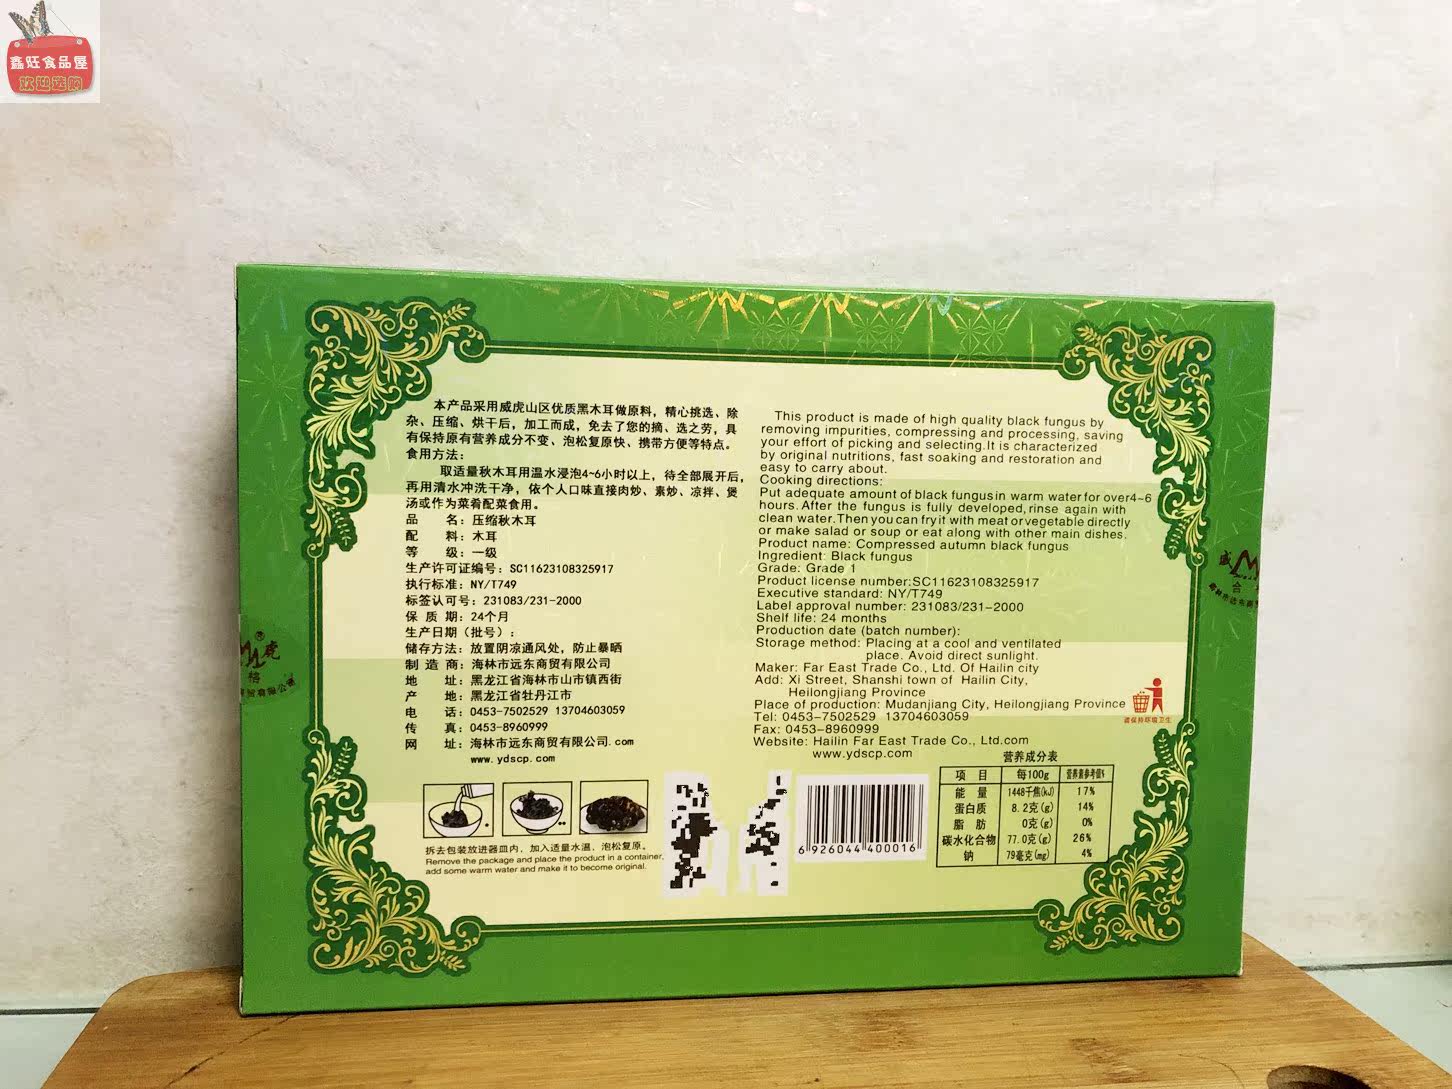 鑫旺食品屋
欢迎选购
本产品采用威虎山区优质黑木耳做原料，精心挑选、除
杂、压缩、烘干后，加工而成，免去了您的摘、选之劳，具
有保持原有营养成分不变、泡松复原快、携带方便等特点。
食用方法：
取适量秋木耳用温水浸泡4~6小时以上，待全部展开后，
再用清水冲洗干净，依个人口味直接肉炒、素炒、凉拌、煲
汤或作为菜肴配菜食用。
品 名：压缩秋木耳
配 料：木耳
等 级：一级
生产许可证编号：SC11623108325917
执行标准：NY/T749
标签认可号：231083/231-2000
保 质 期：24个月
生产日期（批号）：
储存方法：放置阴凉通风处，防止暴晒
制 造 商：海林市远东商贸有限公司
地 址：黑龙江省海林市山市镇西街
产 地：黑龙江省牡丹江市
电 话：0453-7502529 13704603059
传 真：0453-8960999
网 址：海林市远东商贸有限公司.com
www.ydscp.com
This product is made of high quality black fungus by
removing impurities, compressing and processing, saving
your effort of picking and selecting.It is characterized
by original nutritions, fast soaking and restoration and
easy to carry about.
Cooking directions:
Put adequate amount of black fungusin warm water for over4~6
hours. After the fungus is fully developed, rinse again with
clean water.Then you can fry it with meat or vegetable directly
or make salad or soup or eat along with other main dishes.
Product name: Compressed autumn black fungus
Ingredient: Black fungus
Grade: Grade 1
Product license number:SC11623108325917
Executive standard: NY/T749
Label approval number: 231083/231-2000
Shelf life: 24 months
Production date (batch number):
Storage method: Placing at a cool and ventilated
place. Avoid direct sunlight.
Maker: Far East Trade Co., Ltd. Of Hailin city
Add: Xi Street, Shanshi town of Hailin City,
Heilongjiang Province
Place of production: Mudanjiang City, Heilongjiang Province
Tel: 0453-7502529 13704603059
Fax: 0453-8960999
Website: Hailin Far East Trade Co., Ltd.com
www.ydscp.com
请保持环境卫生
拆去包装放进器皿内，加入适量水温，泡松复原。
Remove the package and place the product in a container,
add some warm water and make it to become original.
6 926044 400016
营养成分表
项 目 每100g 营养素参考值%
能 量 1448千焦(kJ) 17%
蛋白质 8.2克(g) 14%
脂 肪 0克(g) 0%
碳水化合物 77.0克(g) 26%
钠 79毫克(mg) 4%